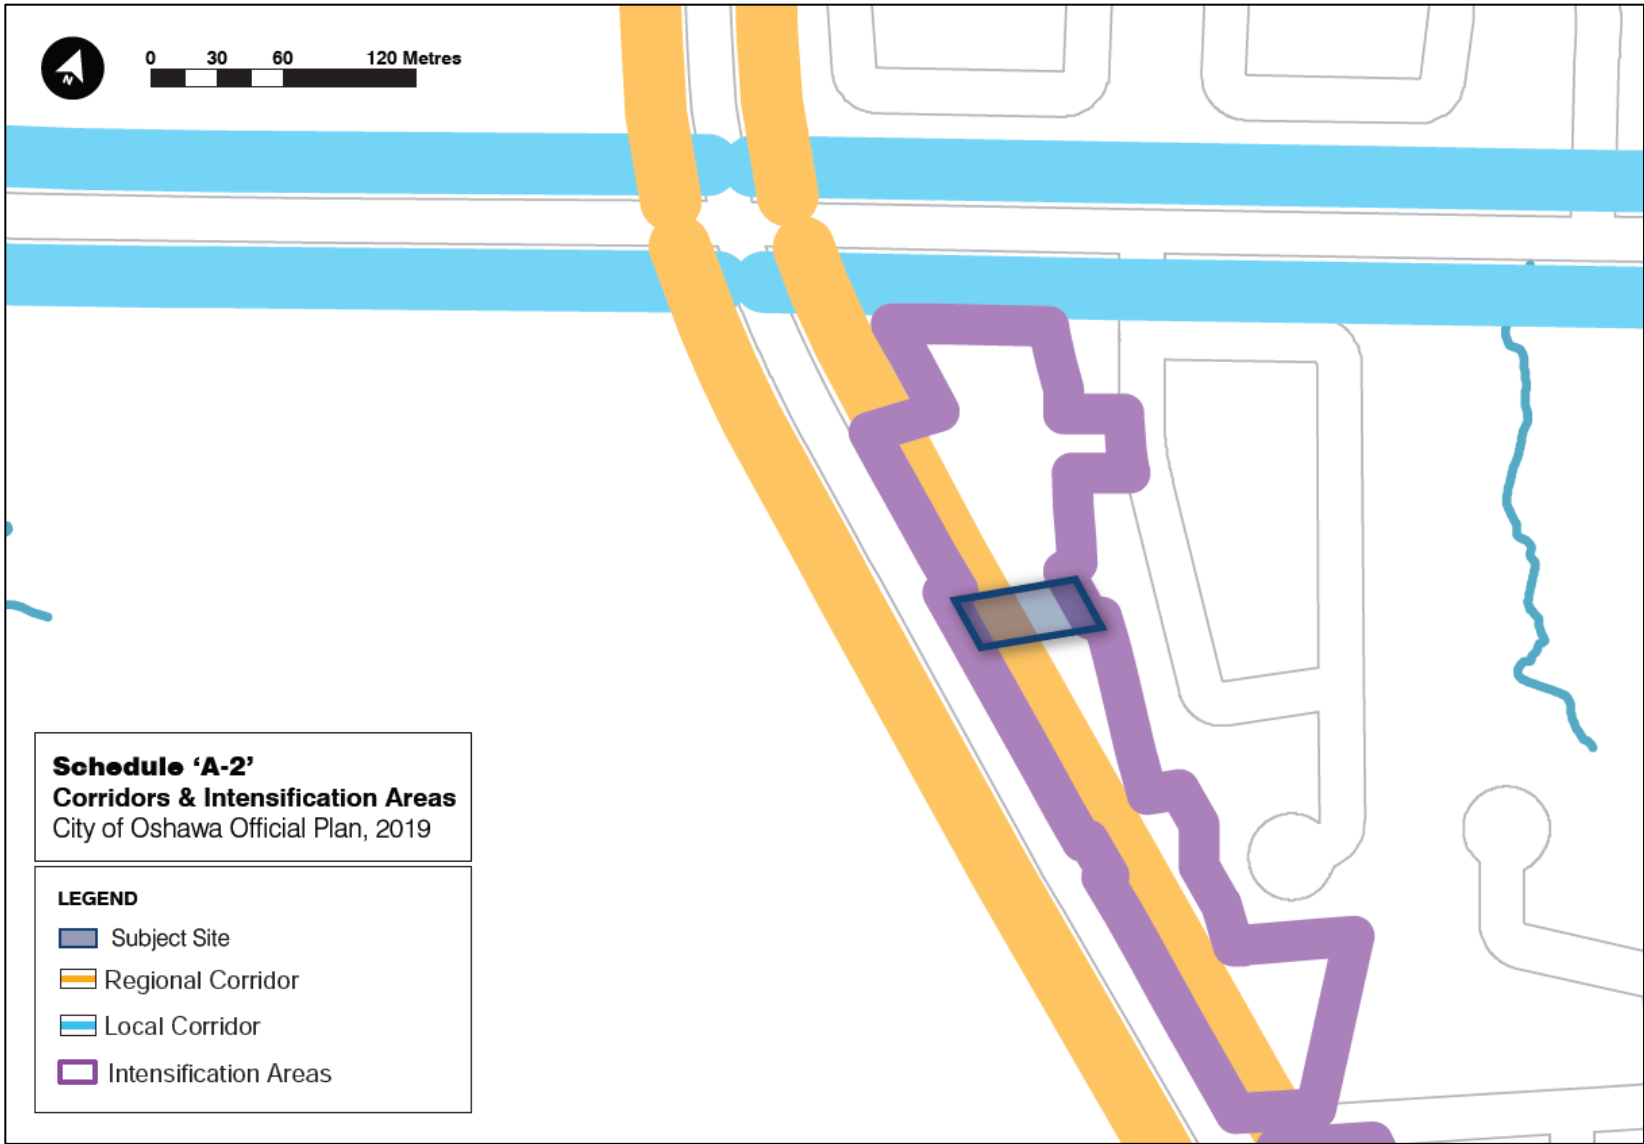 N
0 30 60 120 Metres
Schedule ‘A-2’
Corridors & Intensification Areas
City of Oshawa Official Plan, 2019
LEGEND
Subject Site
Regional Corridor
Local Corridor
Intensification Areas